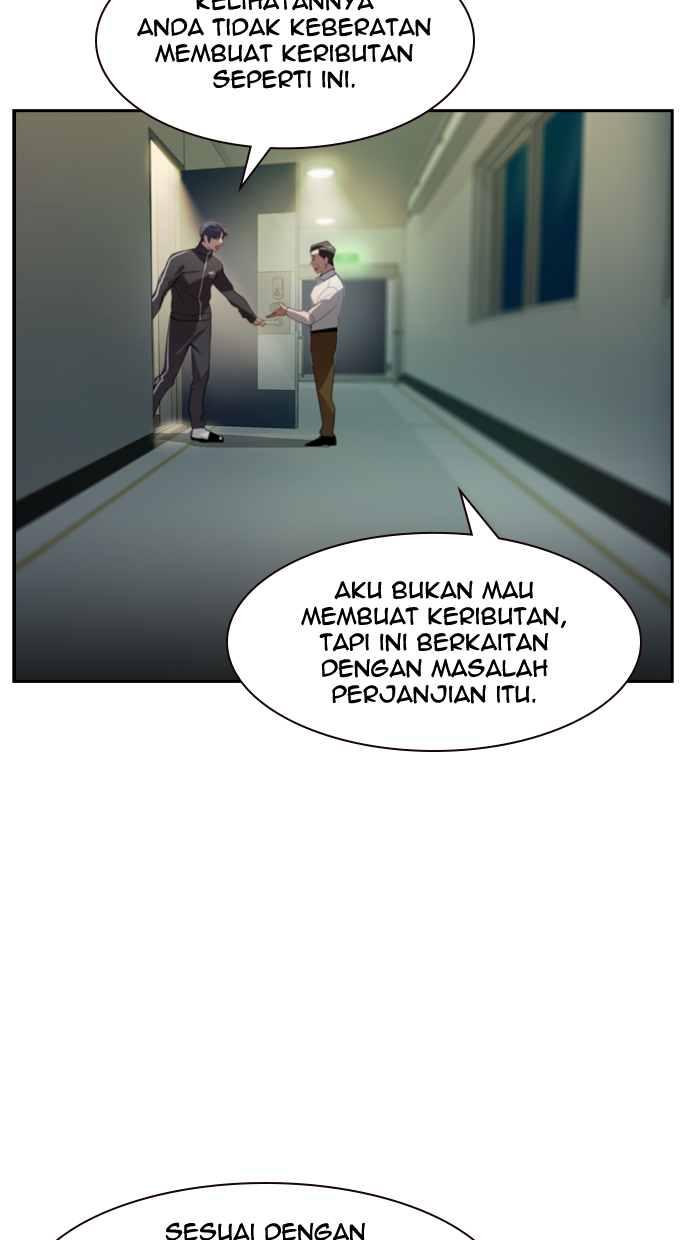 KELIHATANNYA
ANDA TIDAK KEBERATAN
MEMBUAT KERIBUTAN
SEPERTI INI.
AKU BUKAN MAU
MEMBUAT KERIBUTAN,
TAPI INI BERKAITAN
DENGAN MASALAH
PERJANJIAN ITU.
SESUAI DENGAN